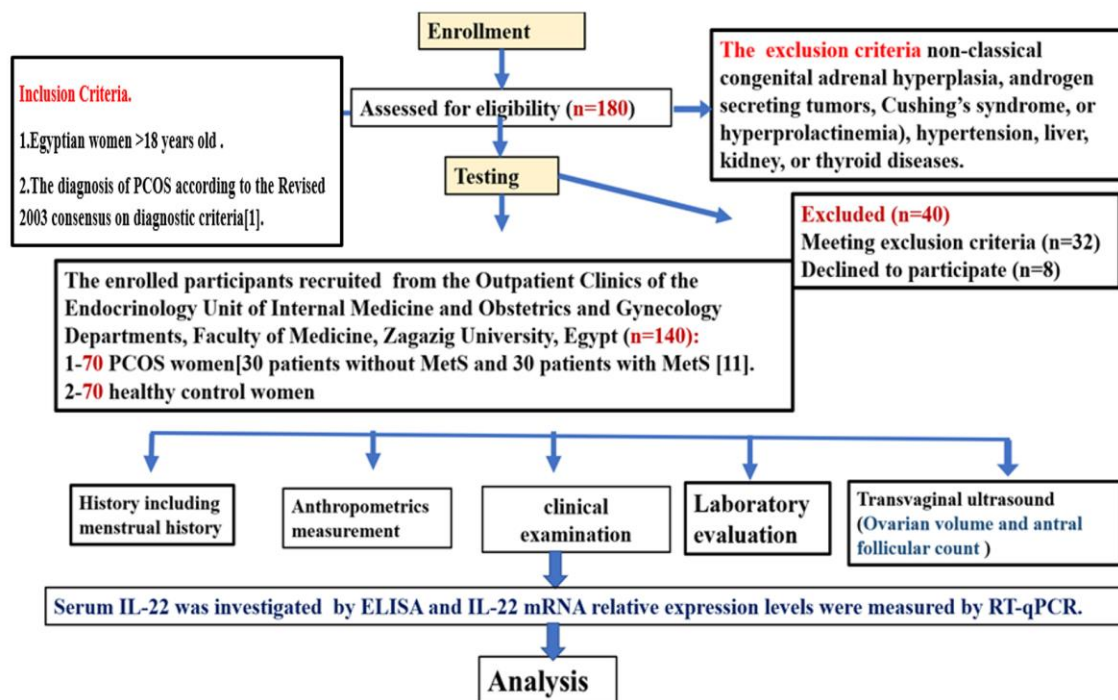 Enrollment
Inclusion Criteria.
1.Egyptian women >18 years old .
2.The diagnosis of PCOS according to the Revised
2003 consensus on diagnostic criteria[1].
Assessed for eligibility (n=180)
The exclusion criteria non-classical
congenital adrenal hyperplasia, androgen
secreting tumors, Cushing's syndrome, or
hyperprolactinemia), hypertension, liver,
kidney, or thyroid diseases.
Testing
Excluded (n=40)
Meeting exclusion criteria (n=32)
Declined to participate (n=8)
The enrolled participants recruited from the Outpatient Clinics of the
Endocrinology Unit of Internal Medicine and Obstetrics and Gynecology
Departments, Faculty of Medicine, Zagazig University, Egypt (n=140):
1-70 PCOS women[30 patients without MetS and 30 patients with MetS [11].
2-70 healthy control women
History including
menstrual history
Anthropometrics
measurement
clinical
examination
Laboratory
evaluation
Transvaginal ultrasound
(Ovarian volume and antral
follicular count )
Serum IL-22 was investigated by ELISA and IL-22 mRNA relative expression levels were measured by RT-qPCR.
Analysis